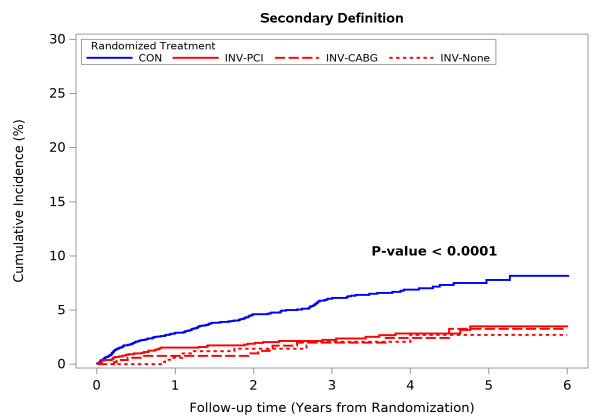 Secondary Definition
Randomized Treatment
CON INV-PCI INV-CABG INV-None
30
25
20
15
10
5
0
Cumulative Incidence (%)
P-value < 0.0001
0 1 2 3 4 5 6
Follow-up time (Years from Randomization)